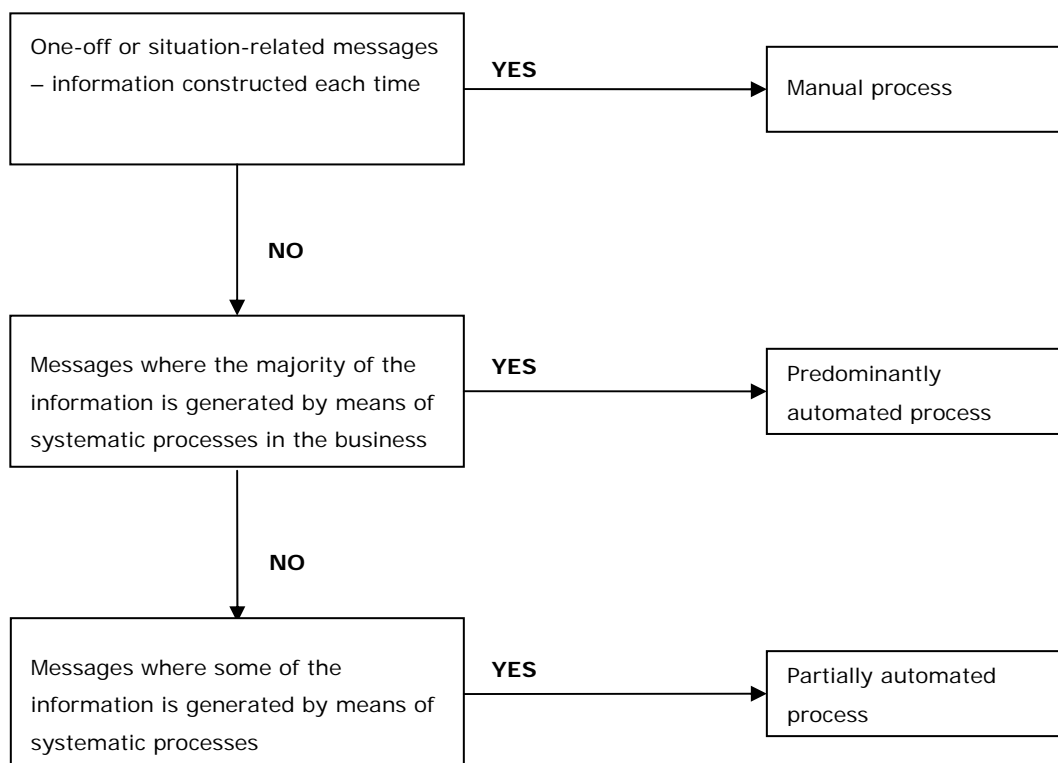 One-off or situation-related messages
– information constructed each time
YES
Manual process
NO
Messages where the majority of the
information is generated by means of
systematic processes in the business
YES
Predominantly
automated process
NO
Messages where some of the
information is generated by means of
systematic processes
YES
Partially automated
process